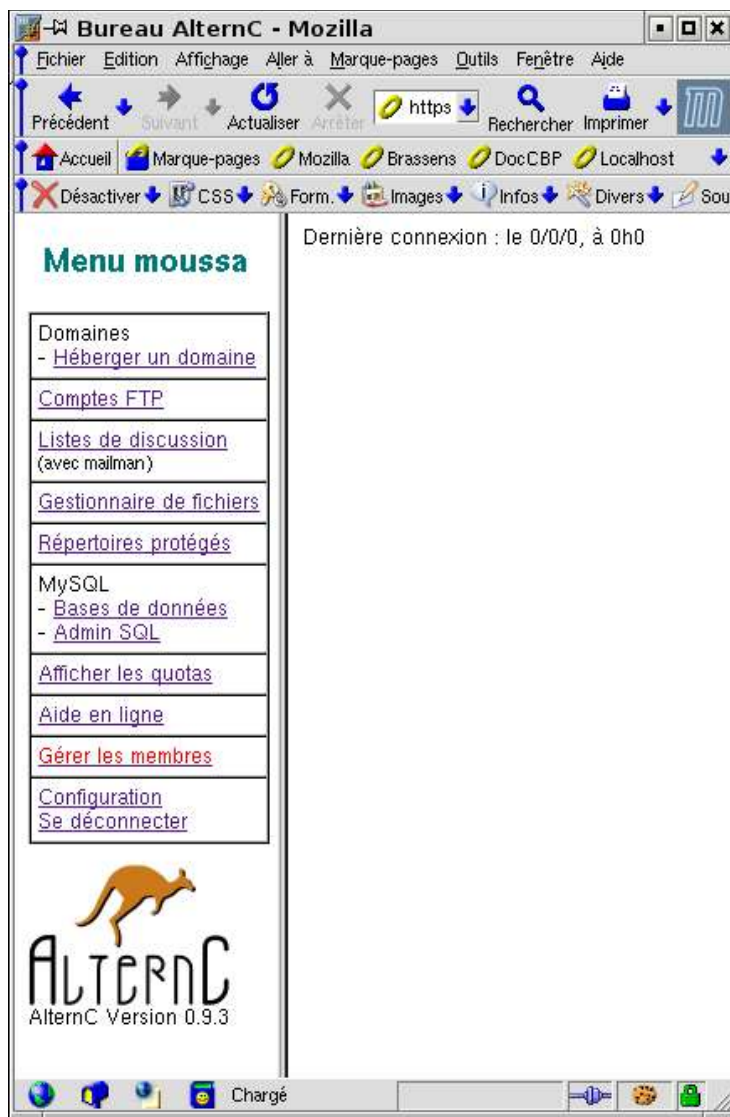 Bureau AlternC - Mozilla
Fichier Edition Affichage Aller à Marque-pages Outils Fenêtre Aide
Précédent Suivant Actualiser Arrêter https Rechercher Imprimer
Accueil Marque-pages Mozilla Brassens DocCBP Localhost
Désactiver CSS Form. Images Infos Divers Sou
Menu moussa
Dernière connexion : le 0/0/0, à 0h0
Domaines
- Héberger un domaine
Comptes FTP
Listes de discussion
(avec mailman)
Gestionnaire de fichiers
Répertoires protégés
MySQL
- Bases de données
- Admin SQL
Afficher les quotas
Aide en ligne
Gérer les membres
Configuration
Se déconnecter
ALTERNC
AlternC Version 0.9.3
Chargé